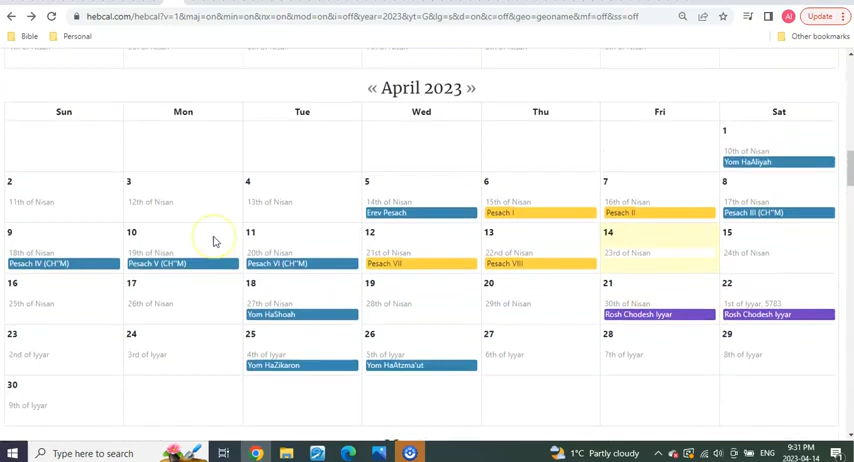 hebcal.com/hebcal?v=1&maj=on&min=on&nx=on&mod=on&i=off&year=2023&yt=G&lg=s&d=on&c=off&geo=geoname&mf=off&ss=off
AI
Update
Bible
Personal
Other bookmarks
« April 2023 »
Sun Mon Tue Wed Thu Fri Sat
1
10th of Nisan
Yom HaAliyah
2 3 4 5 6 7 8
11th of Nisan 12th of Nisan 13th of Nisan 14th of Nisan 15th of Nisan 16th of Nisan 17th of Nisan
Erev Pesach Pesach I Pesach II Pesach III (CH"M)
9 10 11 12 13 14 15
18th of Nisan 19th of Nisan 20th of Nisan 21st of Nisan 22nd of Nisan 23rd of Nisan 24th of Nisan
Pesach IV (CH"M) Pesach V (CH"M) Pesach VI (CH"M) Pesach VII Pesach VIII
16 17 18 19 20 21 22
25th of Nisan 26th of Nisan 27th of Nisan 28th of Nisan 29th of Nisan 30th of Nisan 1st of Iyyar, 5783
Yom HaShoah Rosh Chodesh Iyyar Rosh Chodesh Iyyar
23 24 25 26 27 28 29
2nd of Iyyar 3rd of Iyyar 4th of Iyyar 5th of Iyyar 6th of Iyyar 7th of Iyyar 8th of Iyyar
Yom HaZikaron Yom HaAtzma'ut
30
9th of Iyyar
Type here to search
1°C Partly cloudy
ENG
9:31 PM
2023-04-14